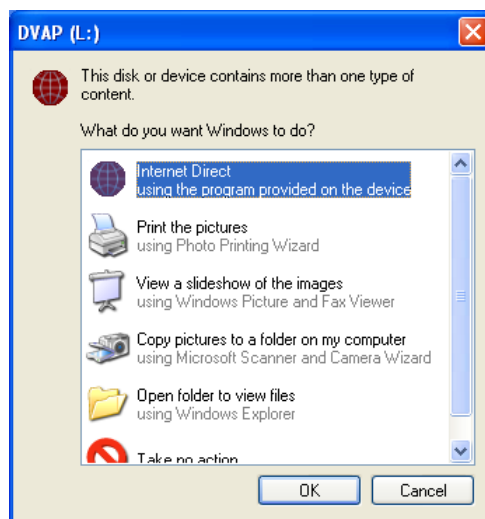 DVAP (L:)
This disk or device contains more than one type of
content.
What do you want Windows to do?
Internet Direct
using the program provided on the device
Print the pictures
using Photo Printing Wizard
View a slideshow of the images
using Windows Picture and Fax Viewer
Copy pictures to a folder on my computer
using Microsoft Scanner and Camera Wizard
Open folder to view files
using Windows Explorer
Take no action
OK
Cancel